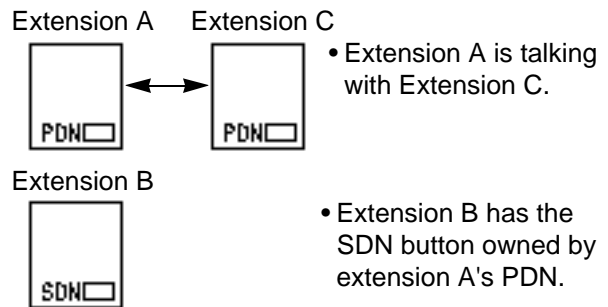 Extension A Extension C
PDN PDN
• Extension A is talking
with Extension C.
Extension B
SDN
• Extension B has the
SDN button owned by
extension A's PDN.